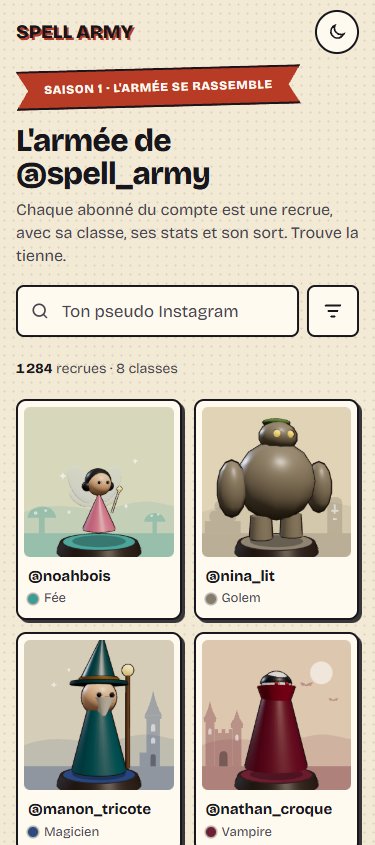 SPELL ARMY
SAISON 1 · L'ARMÉE SE RASSEMBLE
L'armée de
@spell_army
Chaque abonné du compte est une recrue,
avec sa classe, ses stats et son sort. Trouve la
tienne.
Ton pseudo Instagram
1 284 recrues · 8 classes
@noahbois
Fée
@nina_lit
Golem
@manon_tricote
Magicien
@nathan_croque
Vampire